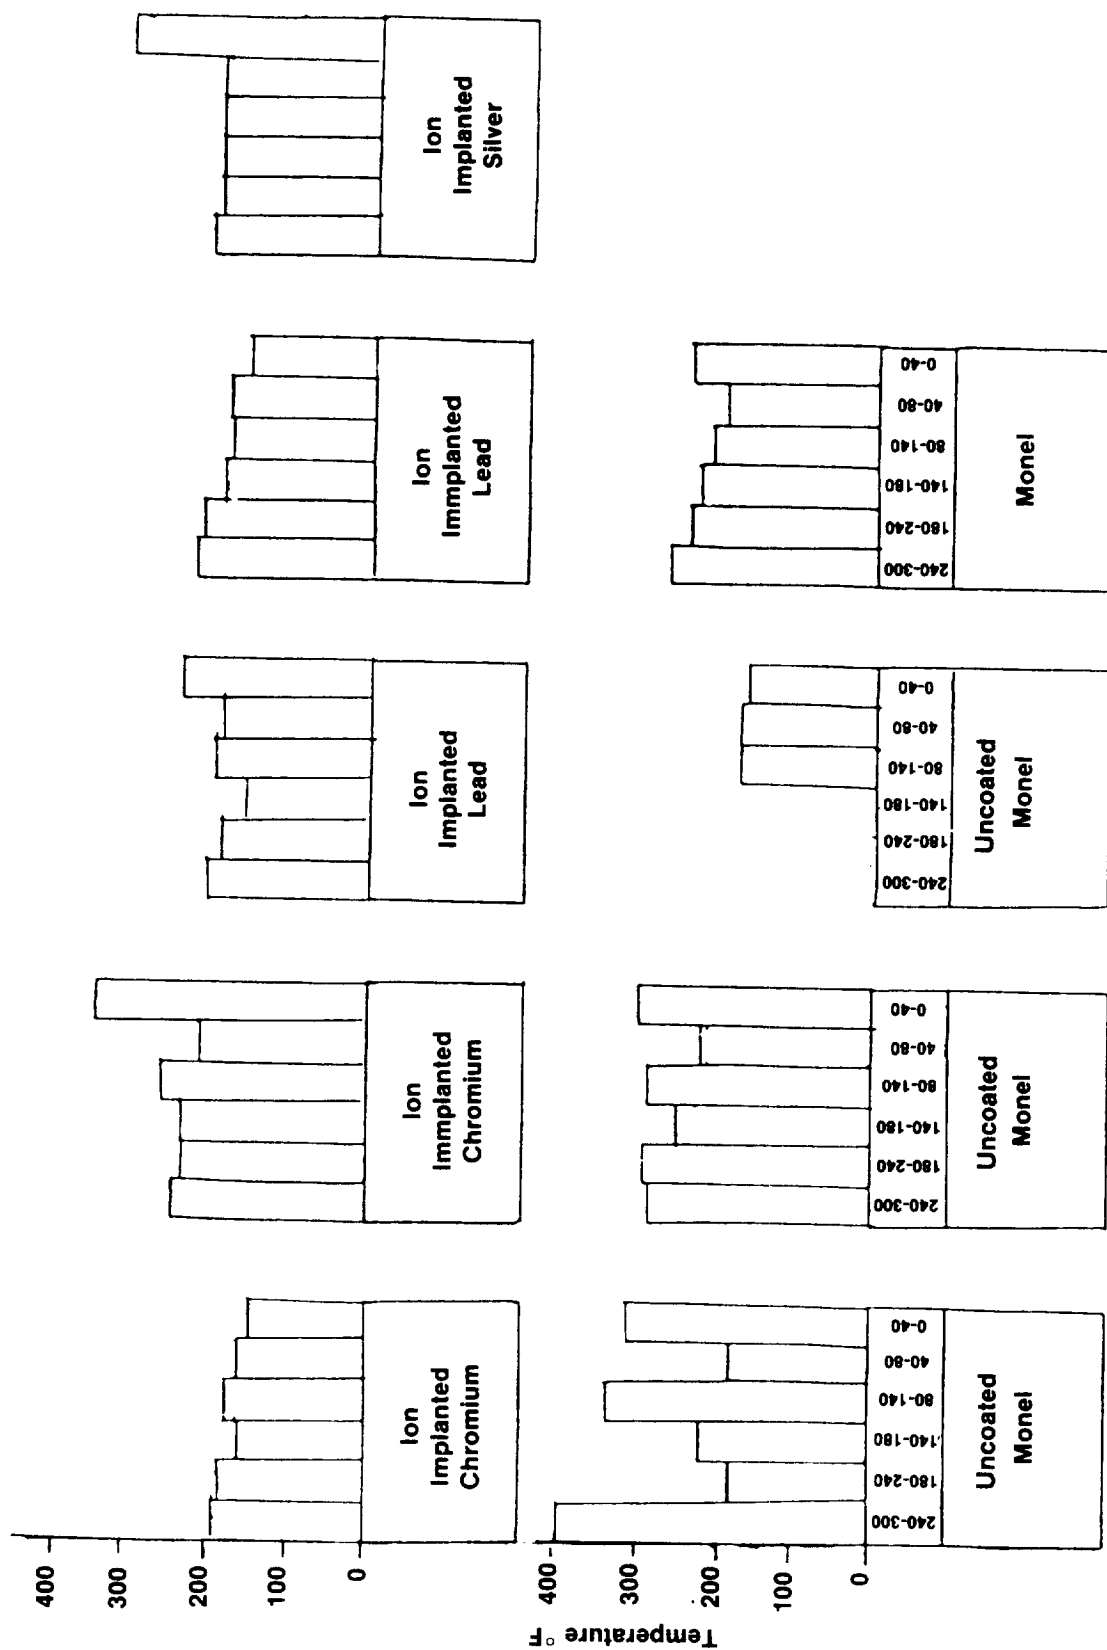 400
300
200
100
0
Ion
Implanted
Chromium
Ion
Immplanted
Chromium
Ion
Implanted
Lead
Ion
Immplanted
Lead
Ion
Implanted
Silver
Temperature °F
400
300
200
100
0
240-300
180-240
140-180
80-140
40-80
0-40
Uncoated
Monel
240-300
180-240
140-180
80-140
40-80
0-40
Uncoated
Monel
240-300
180-240
140-180
80-140
40-80
0-40
Uncoated
Monel
240-300
180-240
140-180
80-140
40-80
0-40
Monel